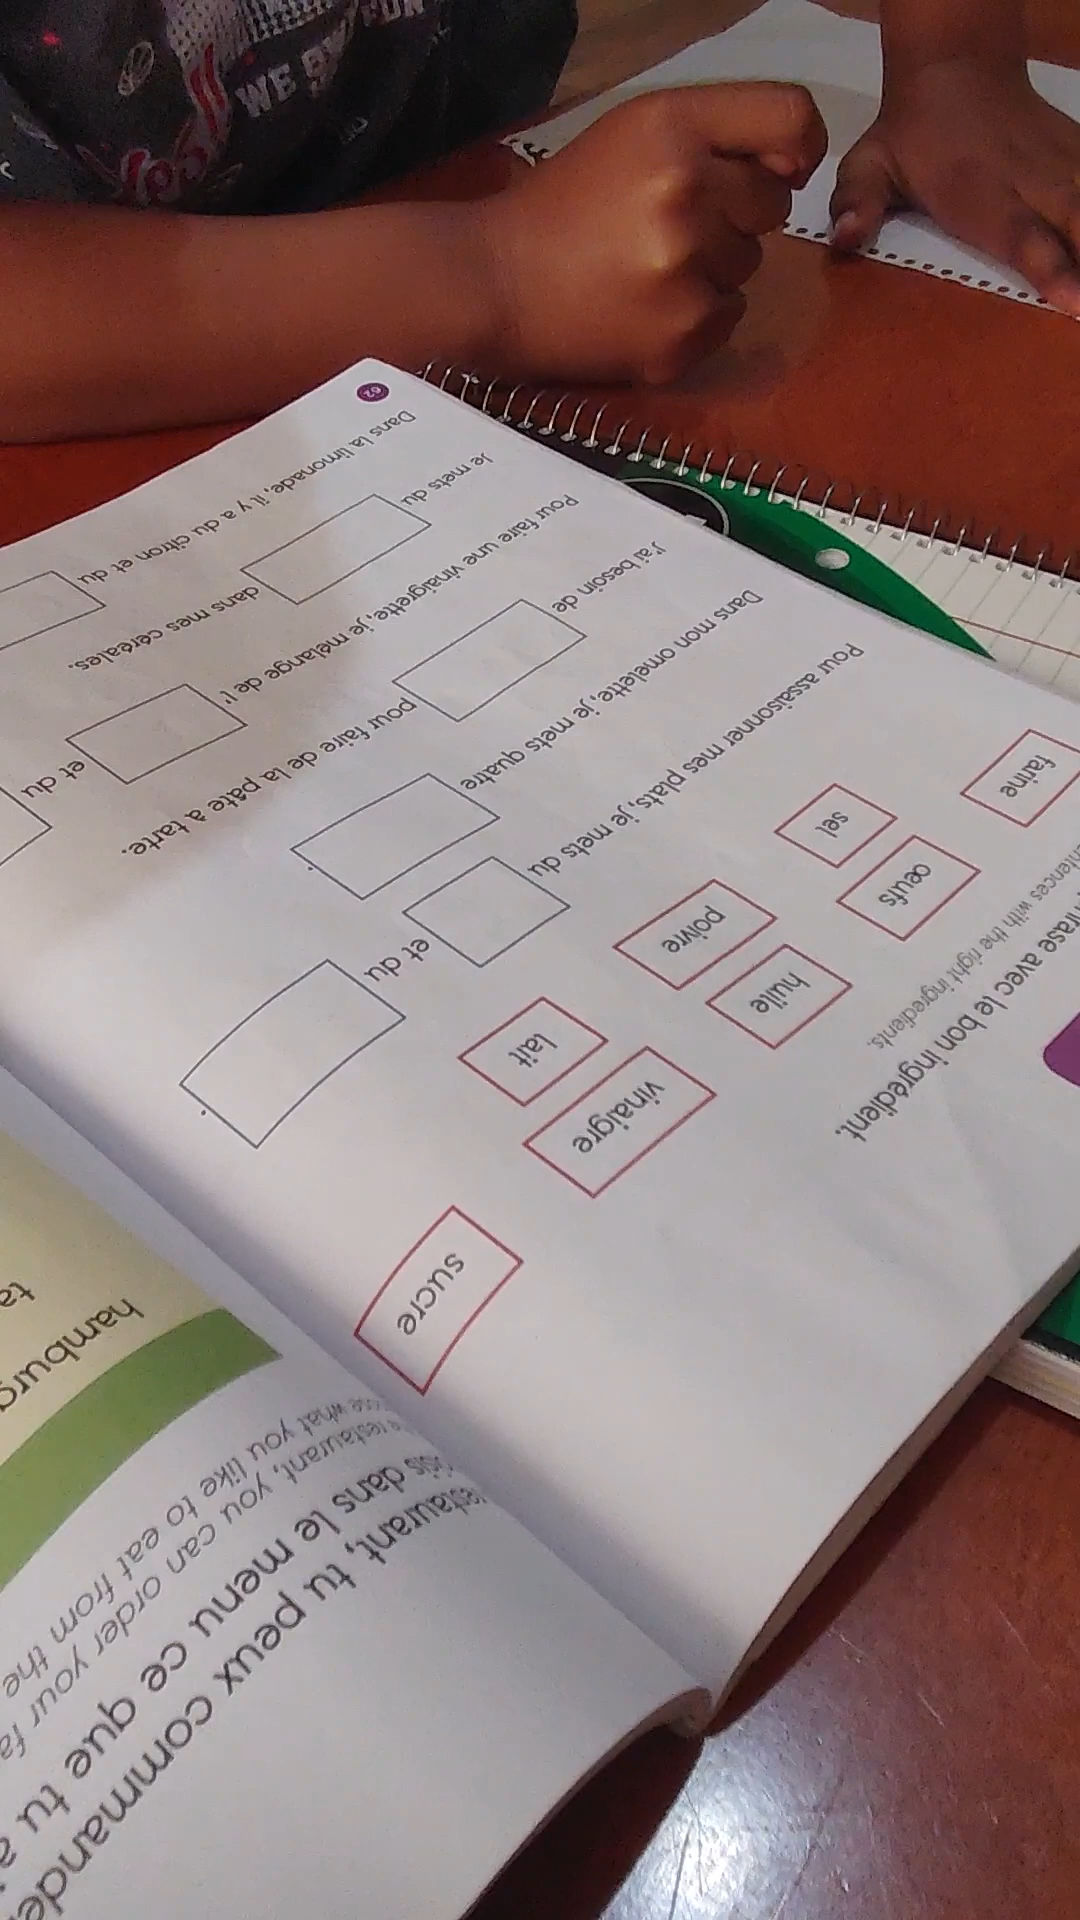 phrase avec le bon ingrédient.
sentences with the right ingredients.
farine
œufs
huile
vinaigre
sel
poivre
lait
sucre
Pour assaisonner mes plats, je mets du et du .
Dans mon omelette, je mets quatre .
J'ai besoin de pour faire de la pâte à tarte.
Pour faire une vinaigrette, je mélange de l' et du
Je mets du dans mes céréales.
Dans la limonade, il y a du citron et du
62
restaurant, tu peux commander
dans le menu ce que tu
restaurant, you can order your
what you like to eat from the
hamburg
WE
FUN